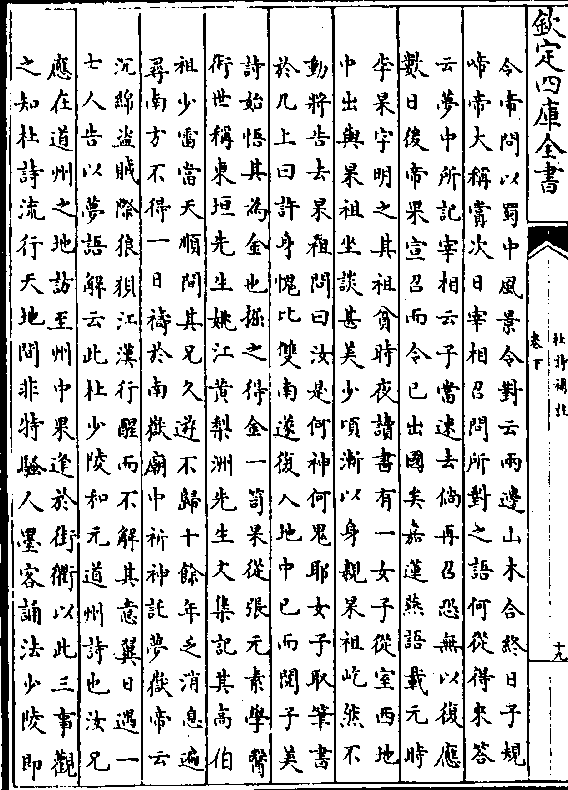 欽定四庫全書
杜詩攟
卷下
十九
令帝問以蜀中風景令對云兩邊山木合終日子規
啼帝大稱賞次日宰相召問所對之語何從得來答
云夢中所記宰相云子當速去倘再召恐無以復應
數日後帝果宣召而令已出國矣嘉蓮燕語載元時
李杲字明之其祖貧時夜讀書有一女子從室西地
中出與杲祖坐談甚美少頃漸以身親杲祖屹然不
動將告去杲祖問曰汝是何神何鬼耶女子取筆書
於几上曰許身愧比雙南遂復入地中已而閱子美
詩始悟其為金也掘之得金一笥杲從張元素學醫
術世稱東垣先生姚江黄梨洲先生文集記其高伯
祖少雷當天順間其兄久遊不歸十餘年乏消息遍
尋南方不得一日禱於南嶽廟中祈神託夢嶽帝云
沉綿盜賊際狼狽江漢行醒而不解其意翼日遇一
士人告以夢語解云此杜少陵和元道州詩也汝兄
應在道州之地訪至州中果逢於街衢以此三事觀
之知杜詩流行天地間非特騷人墨客誦法少陵即